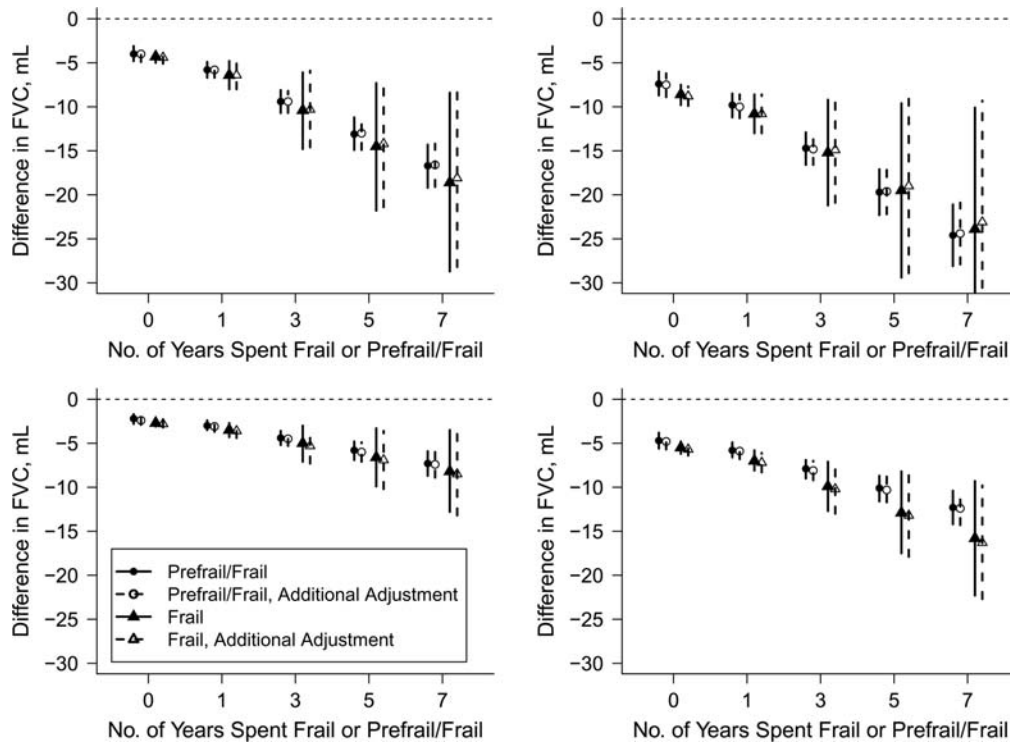 Difference in FVC, mL
0
−5
−10
−15
−20
−25
−30
0 1 3 5 7
No. of Years Spent Frail or Prefrail/Frail
Difference in FVC, mL
0
−5
−10
−15
−20
−25
−30
0 1 3 5 7
No. of Years Spent Frail or Prefrail/Frail
Difference in FVC, mL
0
−5
−10
−15
−20
−25
−30
Prefrail/Frail
Prefrail/Frail, Additional Adjustment
Frail
Frail, Additional Adjustment
0 1 3 5 7
No. of Years Spent Frail or Prefrail/Frail
Difference in FVC, mL
0
−5
−10
−15
−20
−25
−30
0 1 3 5 7
No. of Years Spent Frail or Prefrail/Frail